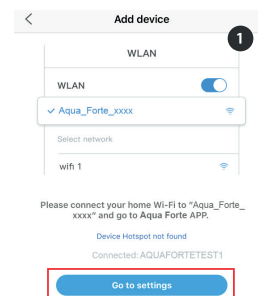 Add device
1
WLAN
WLAN
Aqua_Forte_xxxx
Select network
wifi 1
Please connect your home Wi-Fi to “Aqua_Forte_
xxxx” and go to Aqua Forte APP.
Device Hotspot not found
Connected: AQUAFORTETEST1
Go to settings